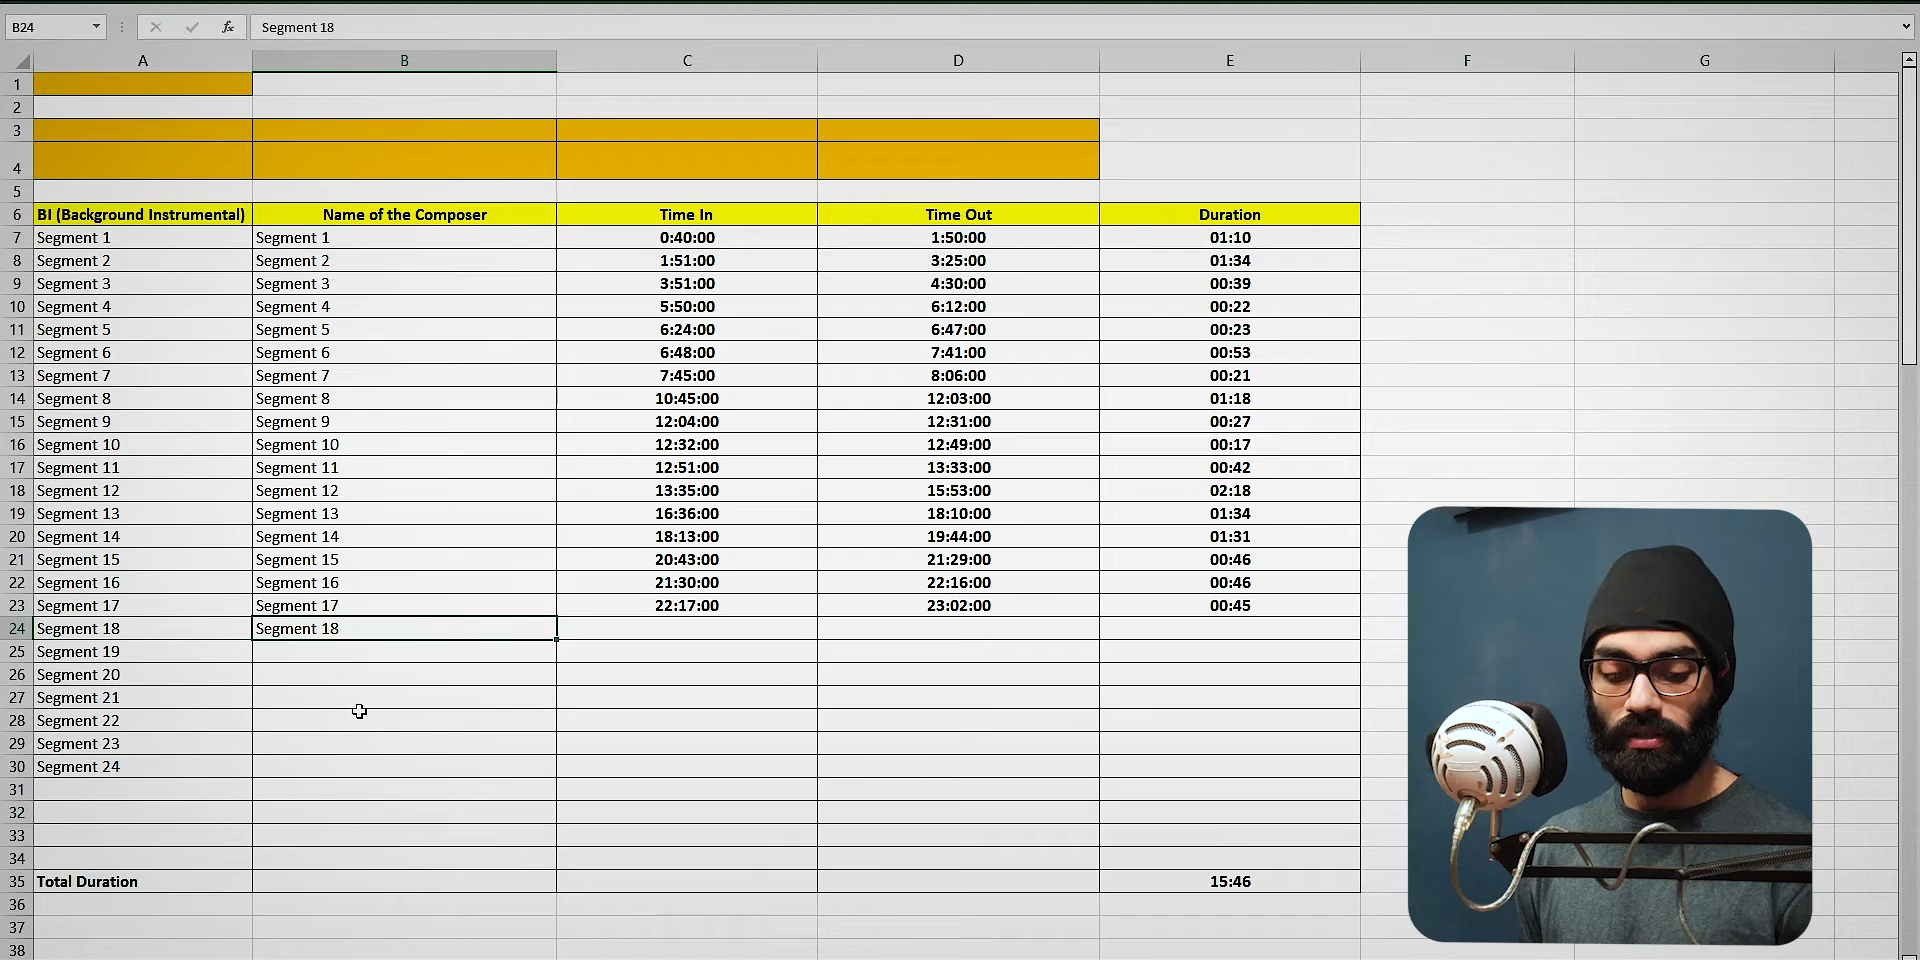 B24 fx Segment 18
A B C D E F G
1
2
3
4
5
6 BI (Background Instrumental) Name of the Composer Time In Time Out Duration
7 Segment 1 Segment 1 0:40:00 1:50:00 01:10
8 Segment 2 Segment 2 1:51:00 3:25:00 01:34
9 Segment 3 Segment 3 3:51:00 4:30:00 00:39
10 Segment 4 Segment 4 5:50:00 6:12:00 00:22
11 Segment 5 Segment 5 6:24:00 6:47:00 00:23
12 Segment 6 Segment 6 6:48:00 7:41:00 00:53
13 Segment 7 Segment 7 7:45:00 8:06:00 00:21
14 Segment 8 Segment 8 10:45:00 12:03:00 01:18
15 Segment 9 Segment 9 12:04:00 12:31:00 00:27
16 Segment 10 Segment 10 12:32:00 12:49:00 00:17
17 Segment 11 Segment 11 12:51:00 13:33:00 00:42
18 Segment 12 Segment 12 13:35:00 15:53:00 02:18
19 Segment 13 Segment 13 16:36:00 18:10:00 01:34
20 Segment 14 Segment 14 18:13:00 19:44:00 01:31
21 Segment 15 Segment 15 20:43:00 21:29:00 00:46
22 Segment 16 Segment 16 21:30:00 22:16:00 00:46
23 Segment 17 Segment 17 22:17:00 23:02:00 00:45
24 Segment 18 Segment 18
25 Segment 19
26 Segment 20
27 Segment 21
28 Segment 22
29 Segment 23
30 Segment 24
31
32
33
34
35 Total Duration 15:46
36
37
38